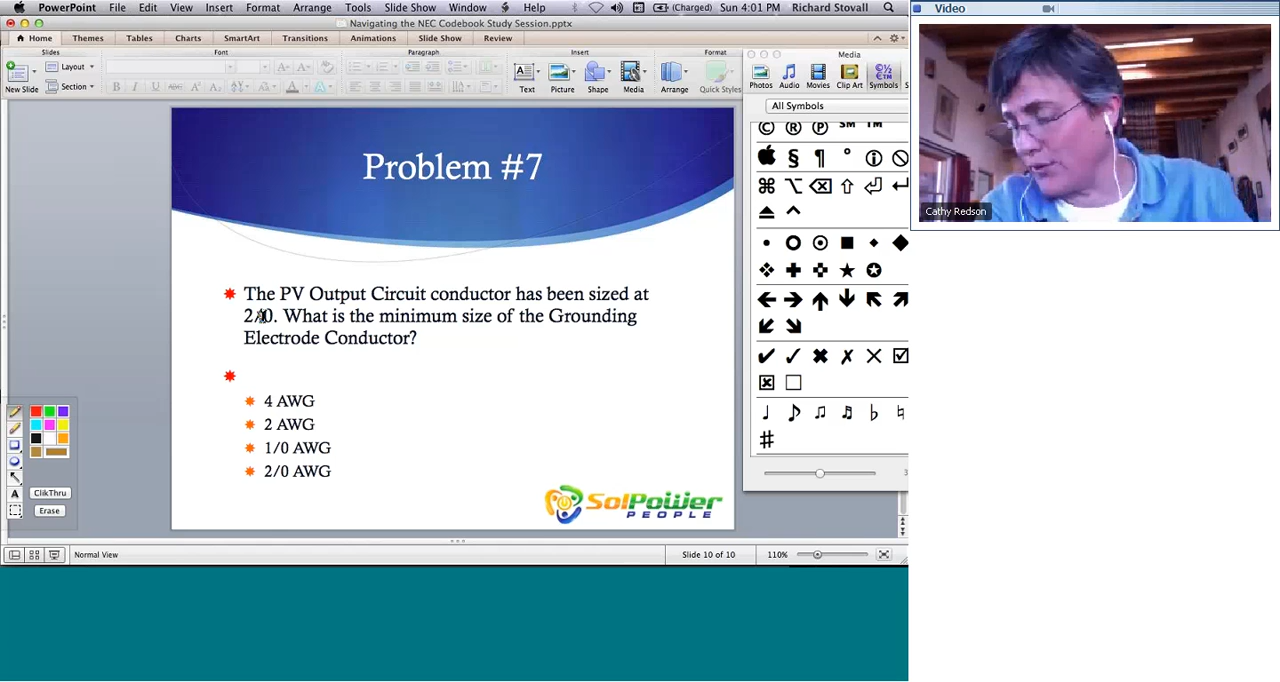 PowerPoint File Edit View Insert Format Arrange Tools Slide Show Window Help (Charged) Sun 4:01 PM Richard Stovall
Navigating the NEC Codebook Study Session.pptx
Home Themes Tables Charts SmartArt Transitions Animations Slide Show Review
Slides Font Paragraph Insert Format
New Slide Layout Section Text Picture Shape Media Arrange Quick Styles
Media
Photos Audio Movies Clip Art Symbols
All Symbols
© ® ℗ SM TM
Problem #7
The PV Output Circuit conductor has been sized at
2/0. What is the minimum size of the Grounding
Electrode Conductor?
4 AWG
2 AWG
1/0 AWG
2/0 AWG
SolPower
PEOPLE
ClikThru
Erase
Normal View Slide 10 of 10 110%
Video
Cathy Redson